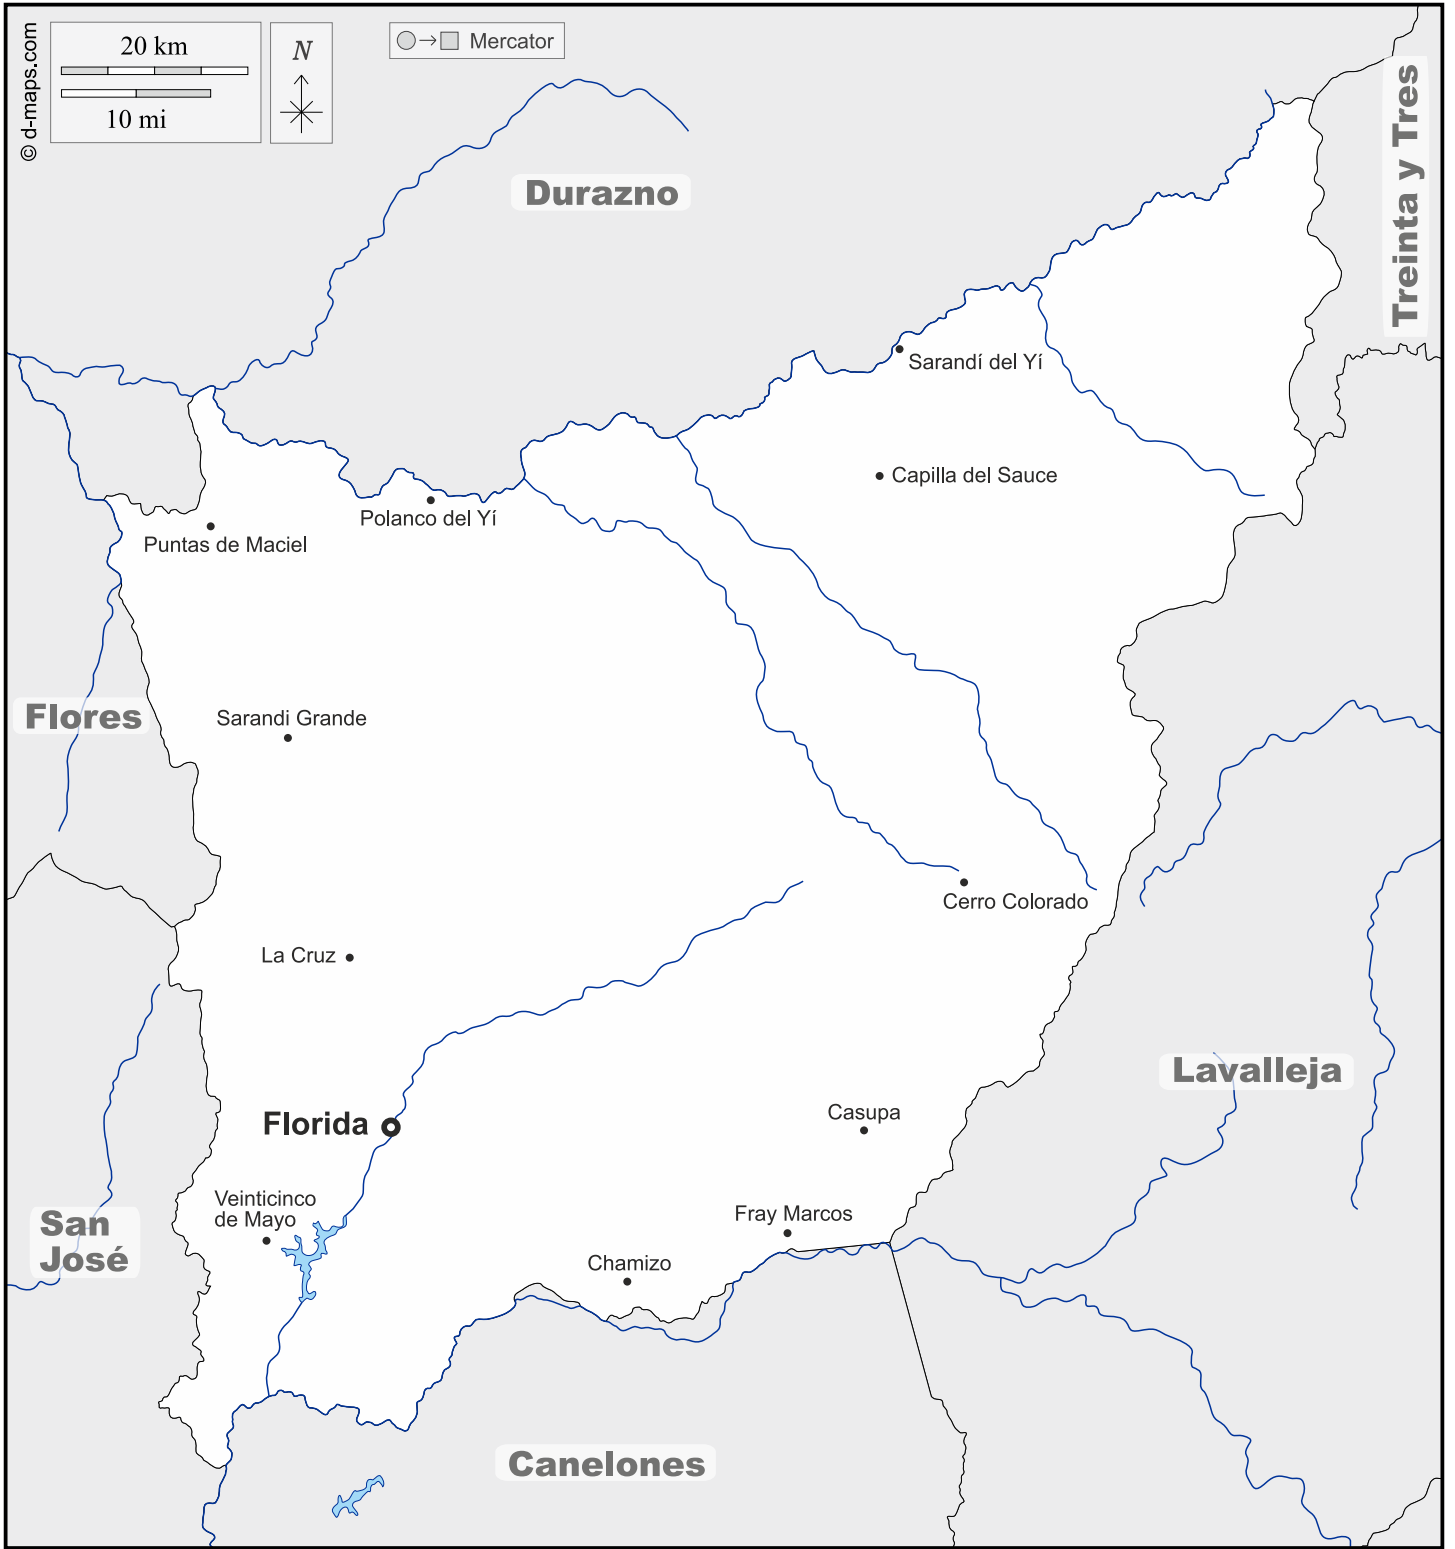 © d-maps.com
20 km
10 mi
N
Mercator
Durazno
Treinta y Tres
Sarandí del Yí
Capilla del Sauce
Polanco del Yí
Puntas de Maciel
Flores
Sarandi Grande
Cerro Colorado
La Cruz
Lavalleja
Casupa
Florida
Veinticinco
de Mayo
San
José
Fray Marcos
Chamizo
Canelones